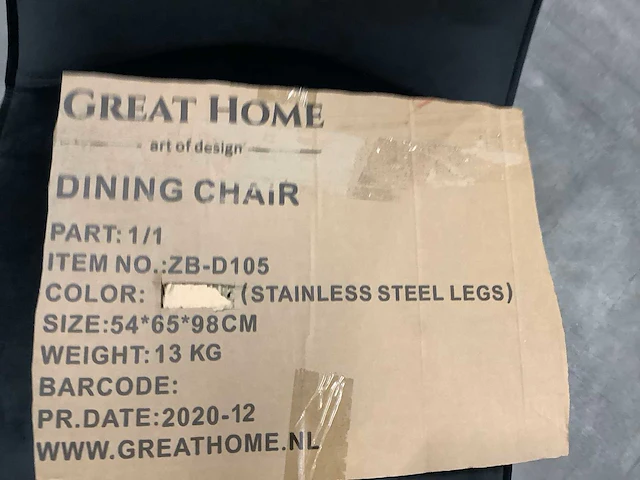 GREAT HOME
art of design
DINING CHAIR
PART: 1/1
ITEM NO.:ZB-D105
COLOR: (STAINLESS STEEL LEGS)
SIZE:54*65*98CM
WEIGHT: 13 KG
BARCODE:
PR.DATE:2020-12
WWW.GREATHOME.NL